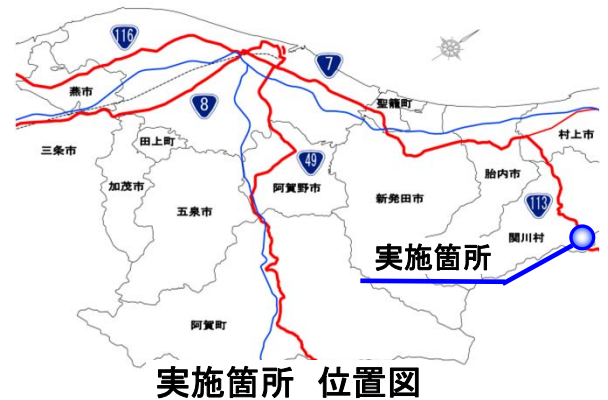 116
7
燕市
8
聖籠町
三条市
田上町
49
村上市
加茂市
阿賀野市
胎内市
五泉市
新発田市
113
関川村
実施箇所
阿賀町
実施箇所 位置図